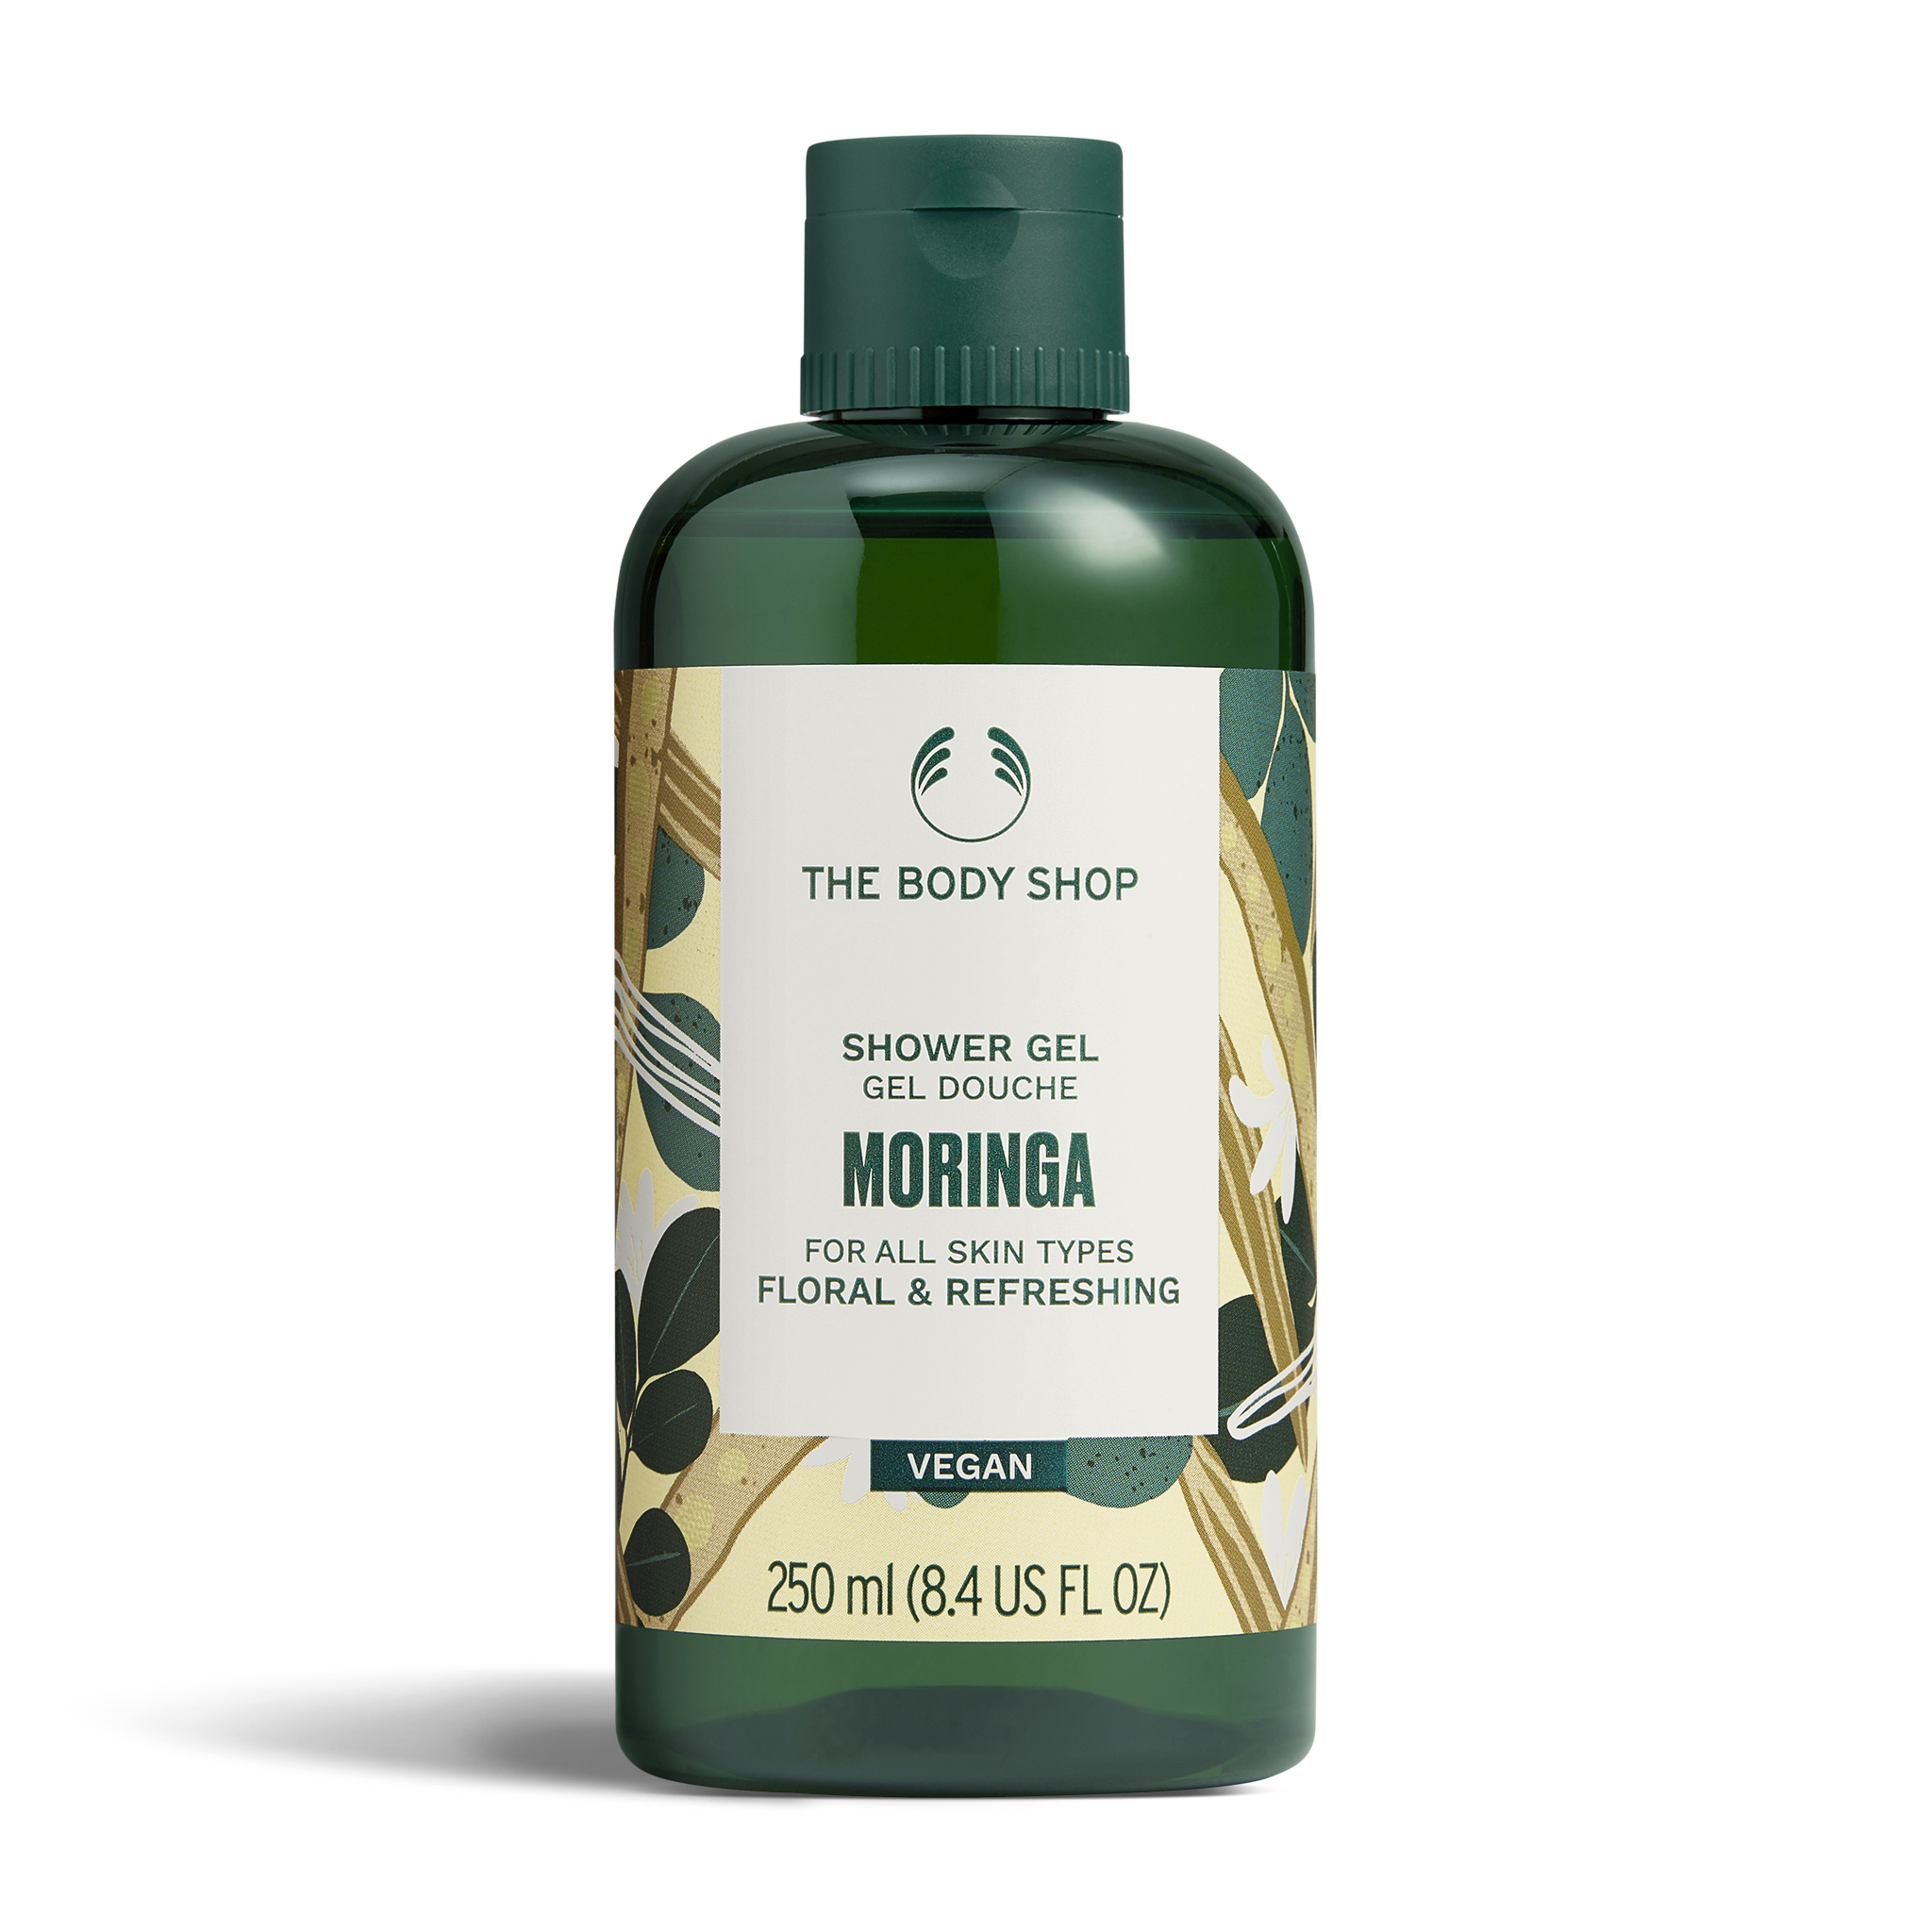 THE BODY SHOP
SHOWER GEL
GEL DOUCHE
MORINGA
FOR ALL SKIN TYPES
FLORAL & REFRESHING
VEGAN
250 ml (8.4 US FL OZ)